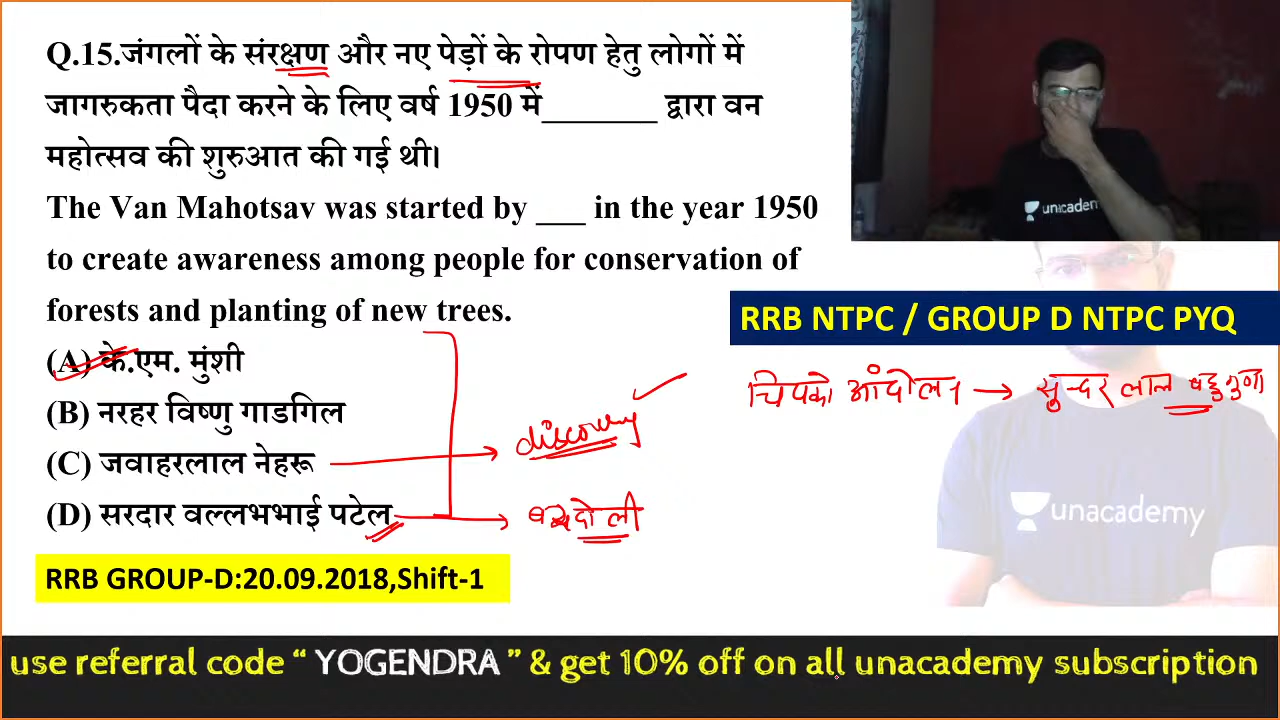 Q.15.जंगलों के संरक्षण और नए पेड़ों के रोपण हेतु लोगों में
जागरुकता पैदा करने के लिए वर्ष 1950 में_______ द्वारा वन
महोत्सव की शुरुआत की गई थी।
The Van Mahotsav was started by ___ in the year 1950
to create awareness among people for conservation of
forests and planting of new trees.
(A) के.एम. मुंशी
(B) नरहर विष्णु गाडगिल
(C) जवाहरलाल नेहरू
(D) सरदार वल्लभभाई पटेल
discovery
RRB GROUP-D:20.09.2018,Shift-1
unacademy
RRB NTPC / GROUP D NTPC PYQ
चिपको आंदोलन → सुन्दर लाल बहुगुणा
unacademy
use referral code “ YOGENDRA ” & get 10% off on all unacademy subscription